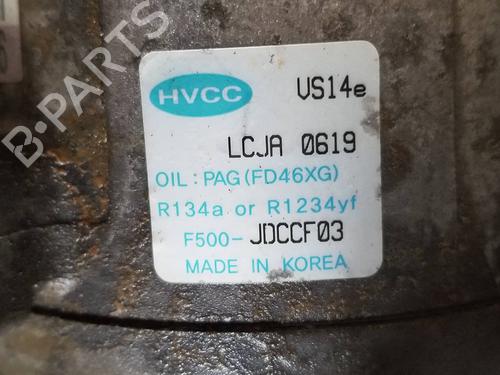 HVCC VS14e
LCJA 0619
OIL : PAG (FD46XG)
R134a or R1234yf
F500-JDCCF03
MADE IN KOREA
B-PARTS